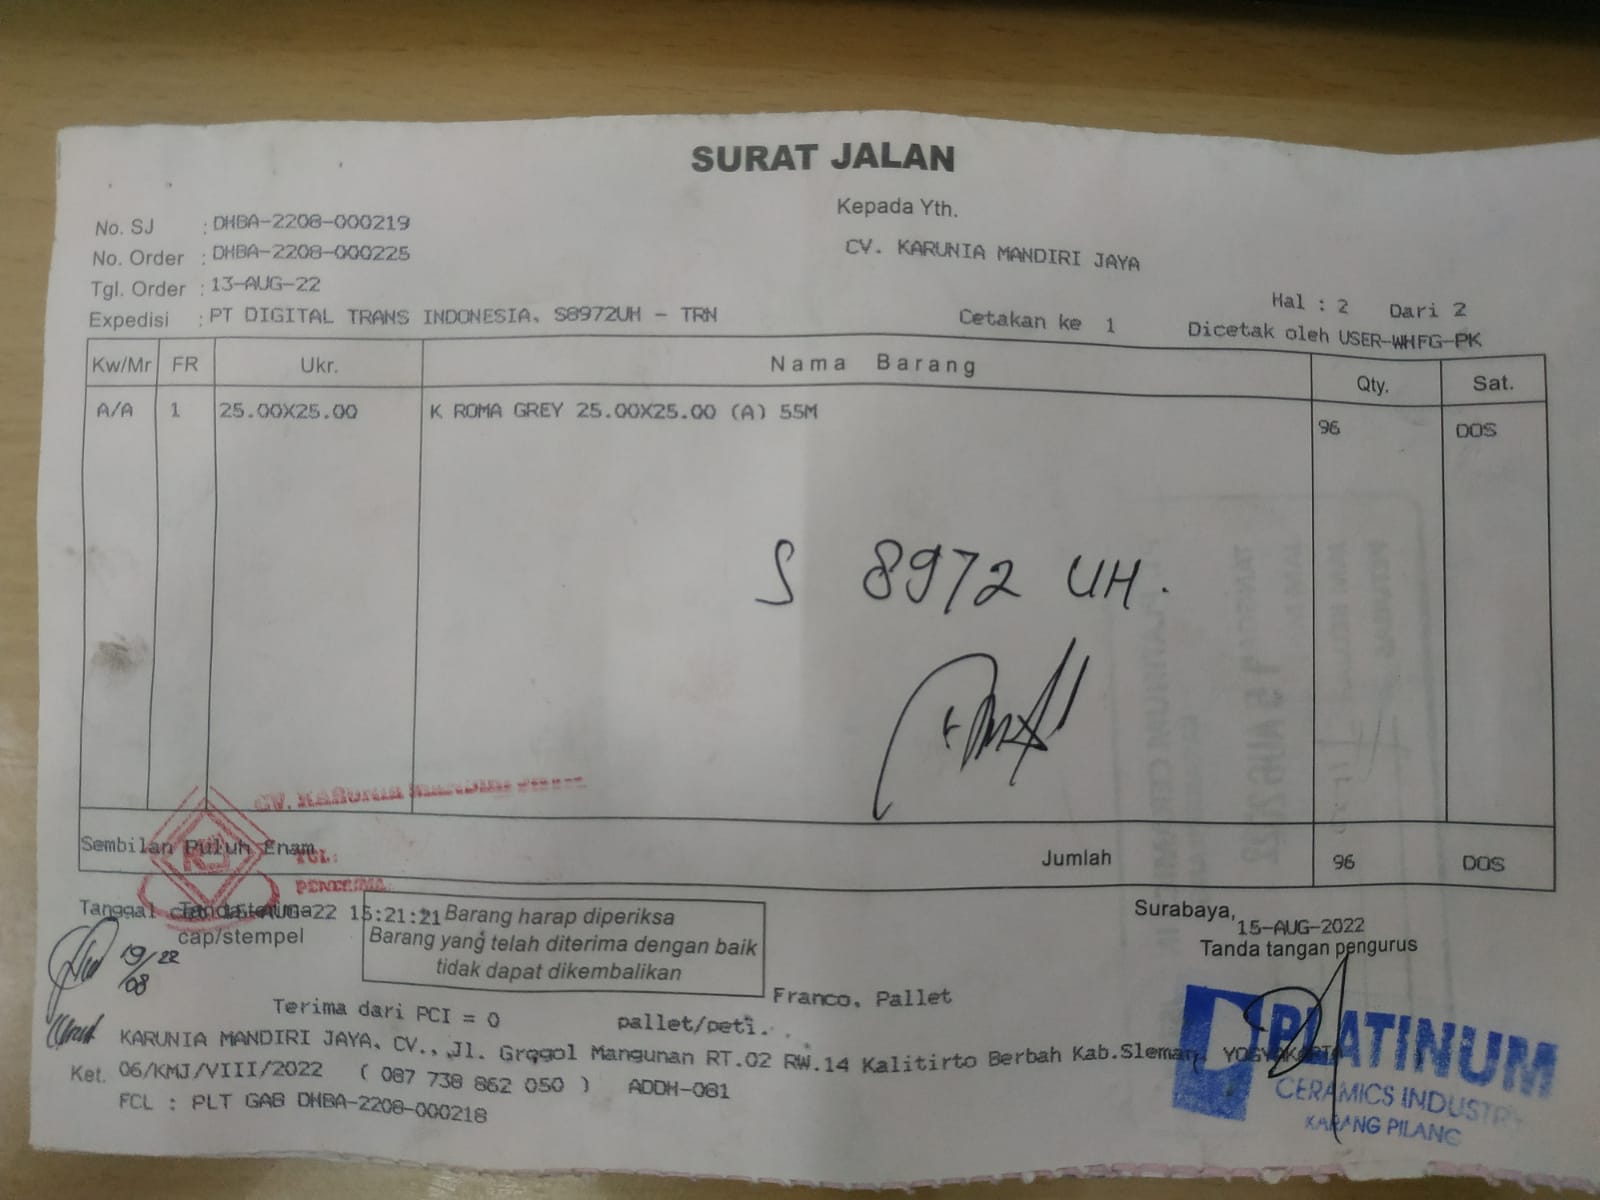 SURAT JALAN
No. SJ : DHBA-2208-000219
No. Order : DHBA-2208-000225
Tgl. Order : 13-AUG-22
Expedisi : PT DIGITAL TRANS INDONESIA. S8972UH - TRN
Kepada Yth.
CV. KARUNIA MANDIRI JAYA
Hal : 2 Dari 2
Cetakan ke 1 Dicetak oleh USER-WHFG-PK
Kw/Mr FR Ukr. Nama Barang Qty. Sat.
A/A 1 25.00X25.00 K ROMA GREY 25.00X25.00 (A) 55M 96 DOS
S 8972 UH.
CV. KARUNIA MANDIRI
Sembilan Puluh Enam Jumlah 96 DOS
TGL:
PENERIMA:
Tanggal 15-AUG-22 15:21:21
Tanda terima
cap/stempel
19/22
08
Barang harap diperiksa
Barang yang telah diterima dengan baik
tidak dapat dikembalikan
Surabaya, 15-AUG-2022
Tanda tangan pengurus
Franco. Pallet
Terima dari PCI = 0 pallet/peti.
KARUNIA MANDIRI JAYA, CV., Jl. Grogol Mangunan RT.02 RW.14 Kalitirto Berbah Kab.Sleman, YOGYAKARTA
Ket. 06/KMJ/VIII/2022 ( 087 738 862 050 ) ADDH-081
FCL : PLT GAB DHBA-2208-000218
PLATINUM
CERAMICS INDUSTRY
KARANG PILANG